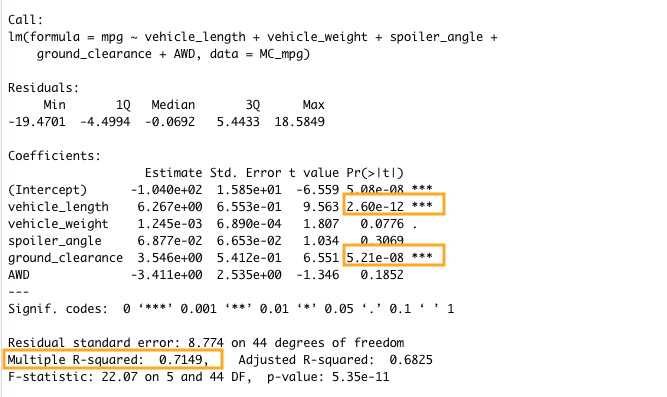 Call:
lm(formula = mpg ~ vehicle_length + vehicle_weight + spoiler_angle +
    ground_clearance + AWD, data = MC_mpg)
Residuals:
     Min       1Q   Median       3Q      Max
-19.4701  -4.4994  -0.0692   5.4433  18.5849
Coefficients:
                   Estimate Std. Error t value Pr(>|t|)
(Intercept)      -1.040e+02  1.585e+01  -6.559 5.08e-08 ***
vehicle_length    6.267e+00  6.553e-01   9.563 2.60e-12 ***
vehicle_weight    1.245e-03  6.890e-04   1.807   0.0776 .
spoiler_angle     6.877e-02  6.653e-02   1.034   0.3069
ground_clearance  3.546e+00  5.412e-01   6.551 5.21e-08 ***
AWD              -3.411e+00  2.535e+00  -1.346   0.1852
---
Signif. codes:  0 ‘***’ 0.001 ‘**’ 0.01 ‘*’ 0.05 ‘.’ 0.1 ‘ ’ 1
Residual standard error: 8.774 on 44 degrees of freedom
Multiple R-squared:  0.7149,	Adjusted R-squared:  0.6825
F-statistic: 22.07 on 5 and 44 DF,  p-value: 5.35e-11